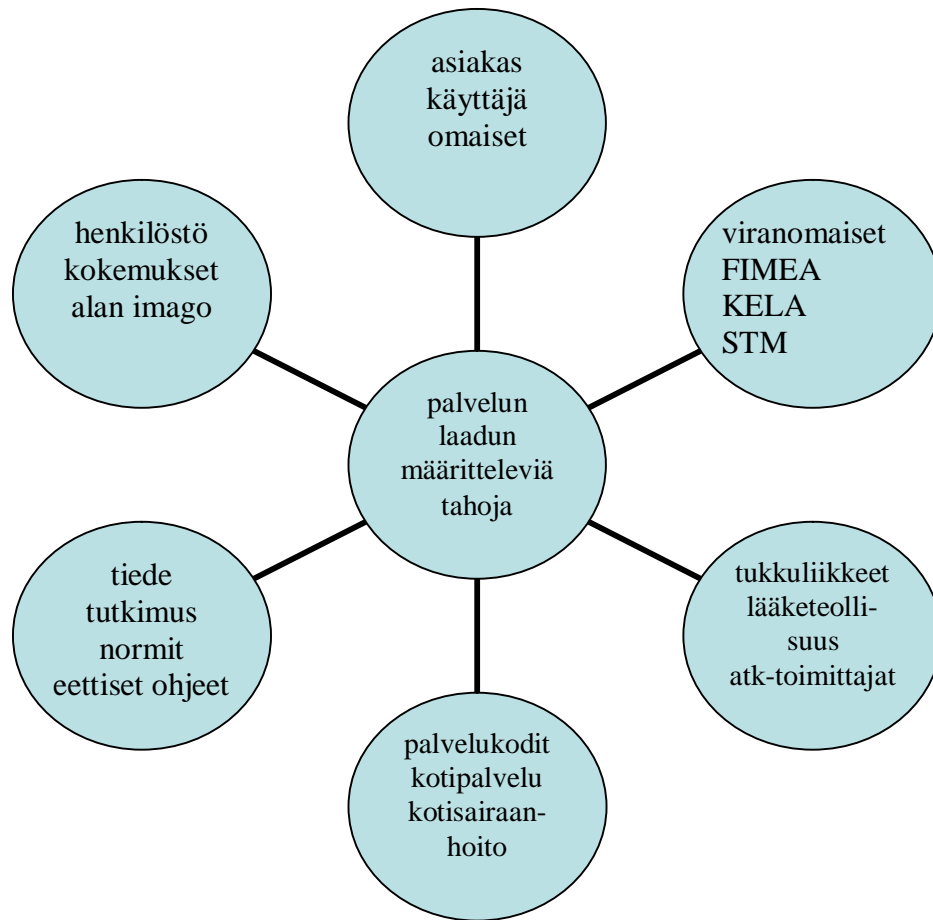 asiakas
käyttäjä
omaiset
henkilöstö
kokemukset
alan imago
viranomaiset
FIMEA
KELA
STM
palvelun
laadun
määritteleviä
tahoja
tiede
tutkimus
normit
eettiset ohjeet
tukkuliikkeet
lääketeolli-
suus
atk-toimittajat
palvelukodit
kotipalvelu
kotisairaan-
hoito